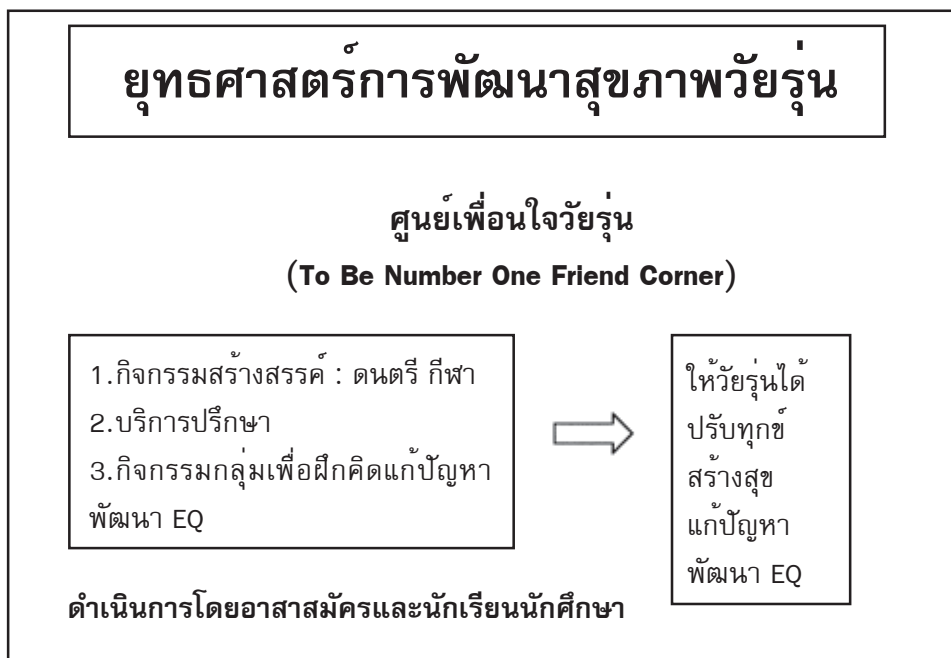 ยุทธศาสตร์การพัฒนาสุขภาพวัยรุ่น
ศูนย์เพื่อนใจวัยรุ่น
(To Be Number One Friend Corner)
1.กิจกรรมสร้างสรรค์ : ดนตรี กีฬา
2.บริการปรึกษา
3.กิจกรรมกลุ่มเพื่อฝึกคิดแก้ปัญหา
พัฒนา EQ
ให้วัยรุ่นได้
ปรับทุกข์
สร้างสุข
แก้ปัญหา
พัฒนา EQ
ดำเนินการโดยอาสาสมัครและนักเรียนนักศึกษา